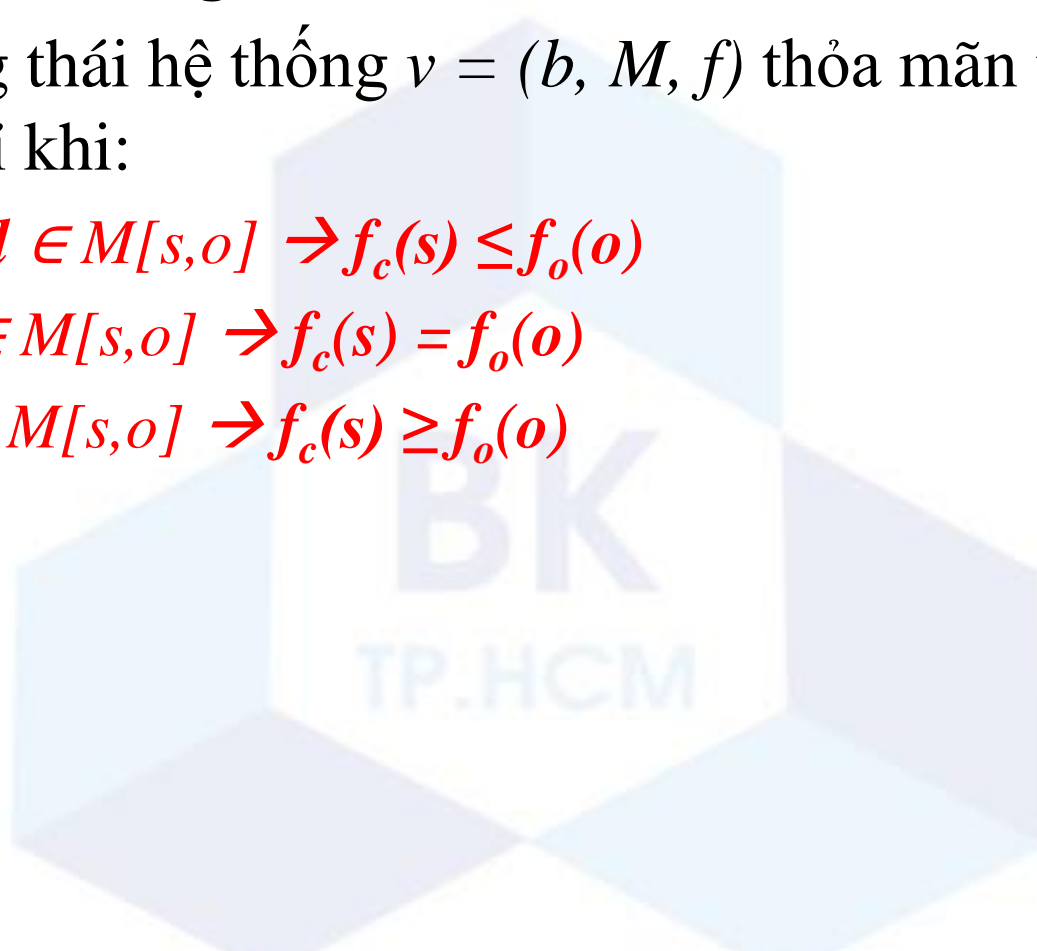 thái hệ thống v = (b, M, f) thỏa mãn
khi:
∈ M[s,o] → f_c(s) ≤ f_o(o)
M[s,o] → f_c(s) = f_o(o)
M[s,o] → f_c(s) ≥ f_o(o)
BK
TP.HCM